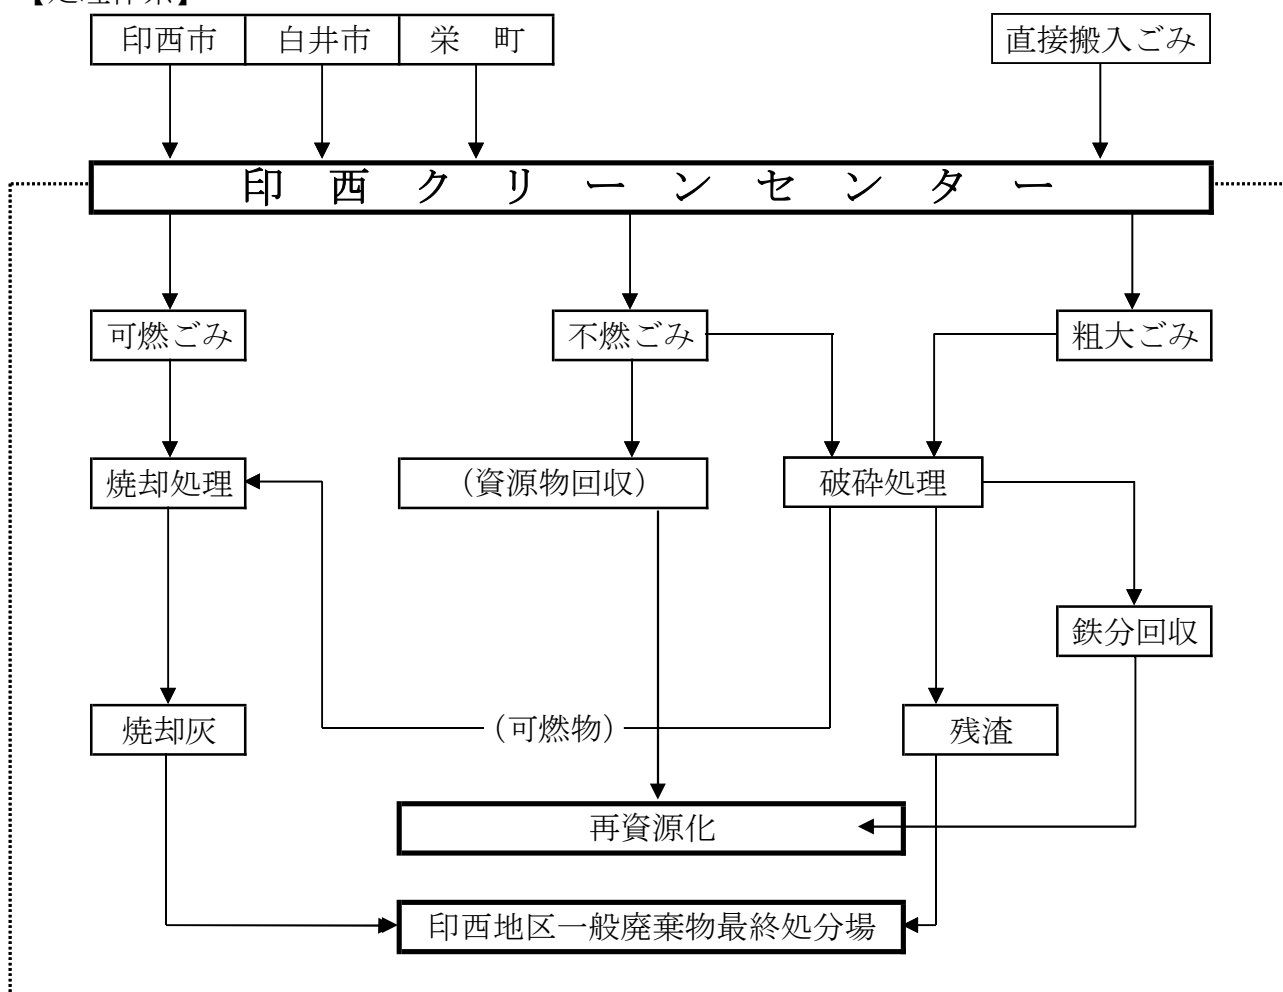 印西市 白井市 栄　町 直接搬入ごみ
印西クリーンセンター
可燃ごみ 不燃ごみ 粗大ごみ
焼却処理 （資源物回収） 破砕処理
鉄分回収
焼却灰 （可燃物） 残渣
再資源化
印西地区一般廃棄物最終処分場